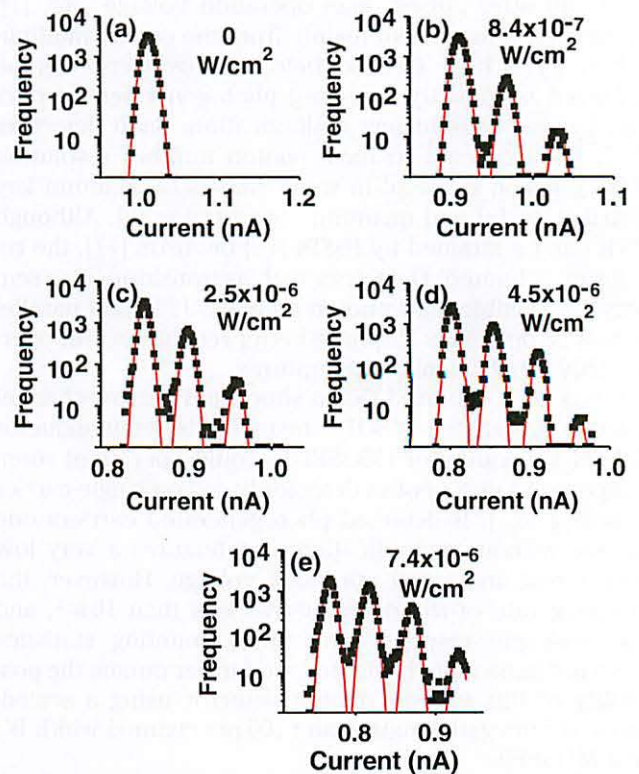 (a) 0
W/cm²
Frequency
10⁴
10³
10²
10
1.0 1.1 1.2
Current (nA)
(b) 8.4x10⁻⁷
W/cm²
Frequency
10⁴
10³
10²
10
0.9 1.0 1.1
Current (nA)
(c) 2.5x10⁻⁶
W/cm²
Frequency
10⁴
10³
10²
10
0.8 0.9 1.0
Current (nA)
(d) 4.5x10⁻⁶
W/cm²
Frequency
10⁴
10³
10²
10
0.8 0.9 1.0
Current (nA)
(e) 7.4x10⁻⁶
W/cm²
Frequency
10⁴
10³
10²
10
0.8 0.9
Current (nA)